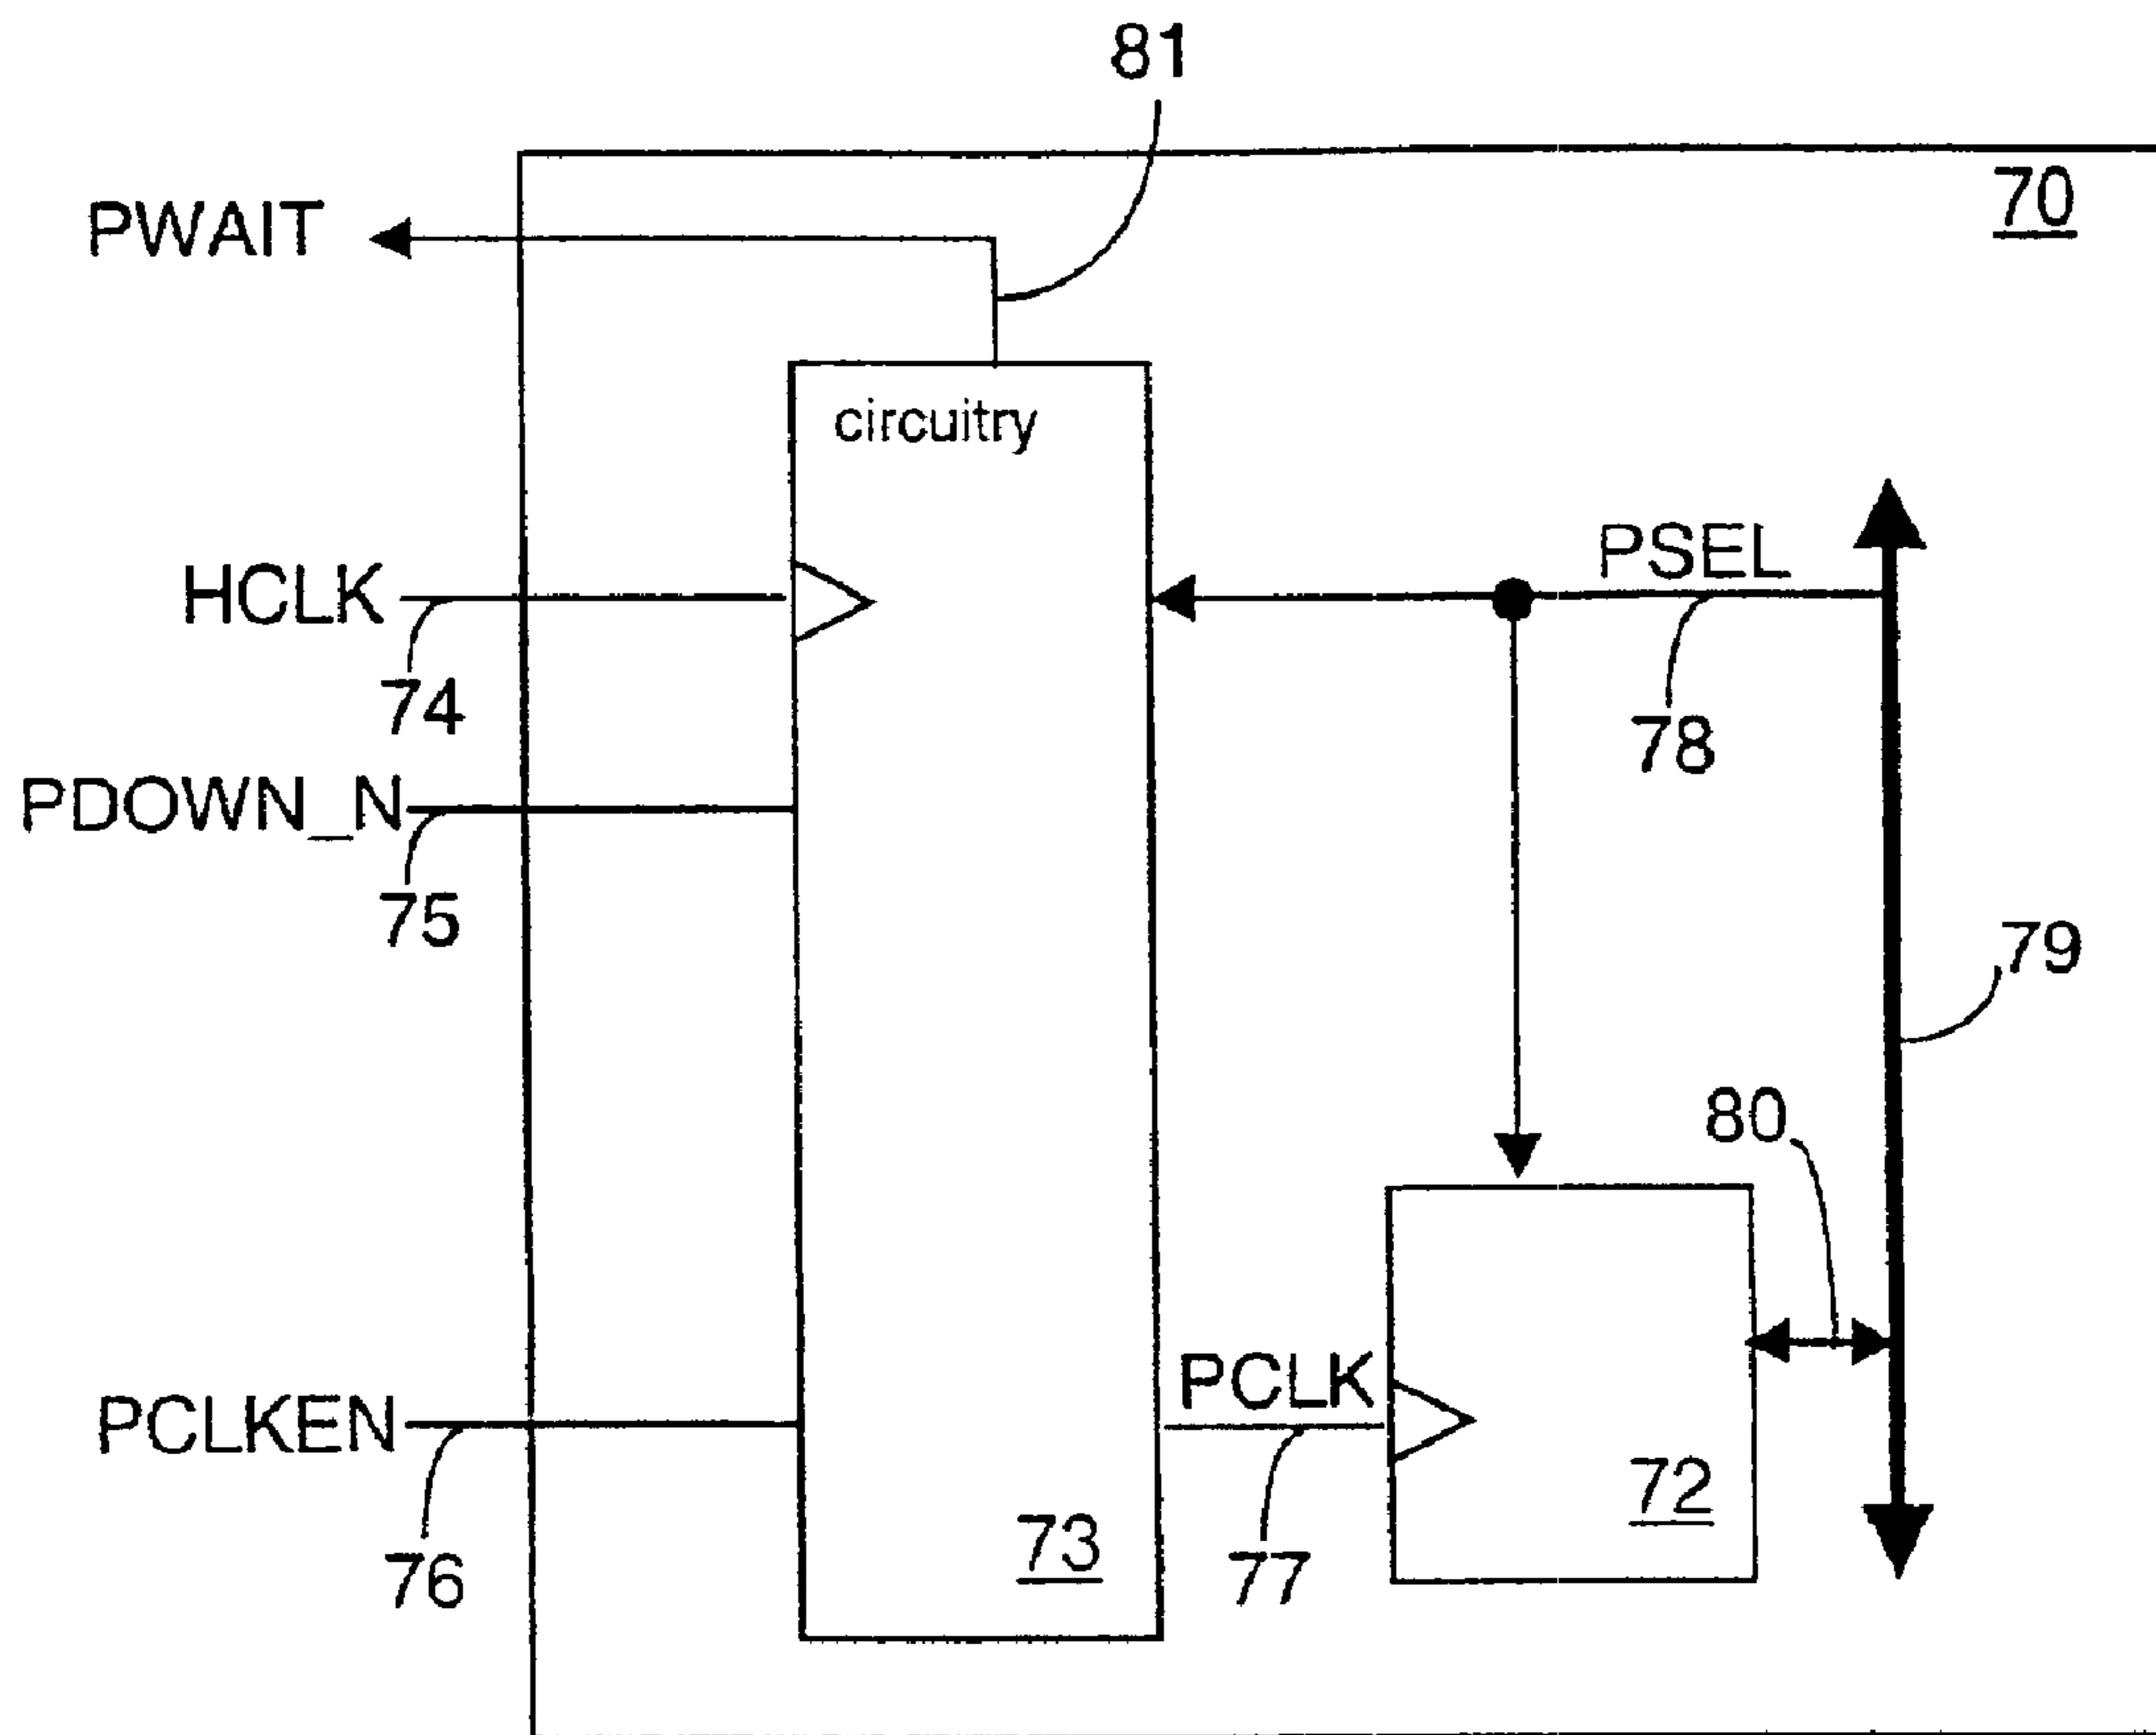 81
70
PWAIT
circuitry
PSEL
HCLK
74
78
PDOWN_N
75
79
80
PCLK
PCLKEN
72
73
76
77